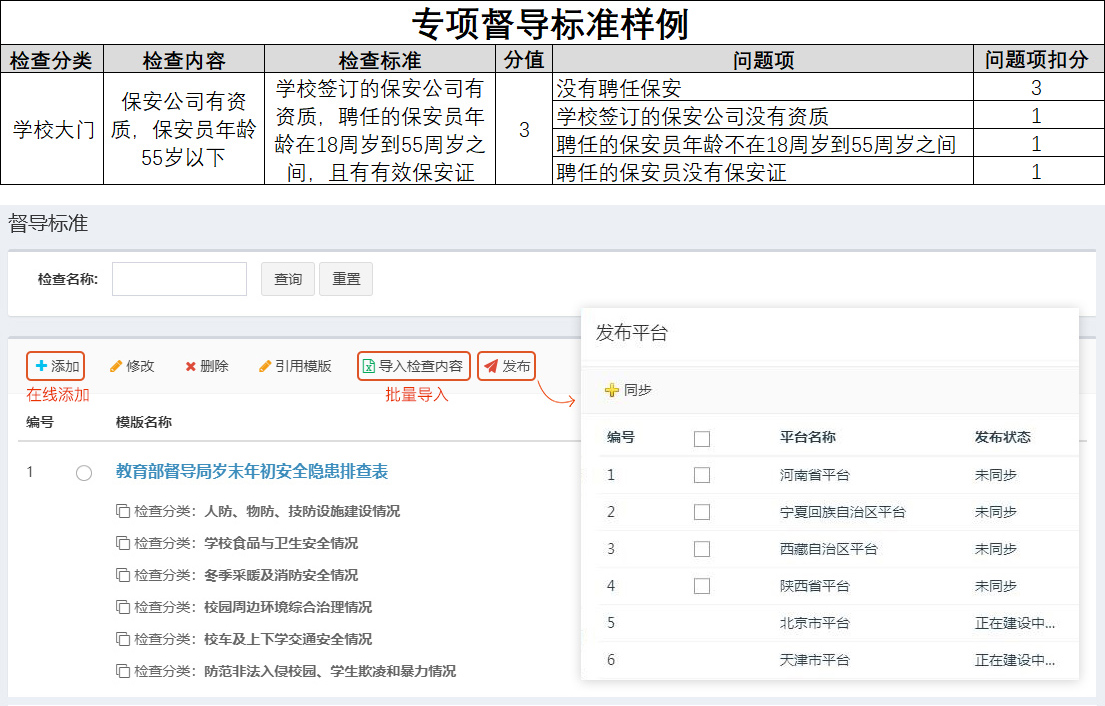 专项督导标准样例
检查分类 检查内容 检查标准 分值 问题项 问题项扣分
学校大门
保安公司有资
质，保安员年龄
55岁以下
学校签订的保安公司有
资质，聘任的保安员年
龄在18周岁到55周岁之
间，且有有效保安证
3
没有聘任保安 3
学校签订的保安公司没有资质 1
聘任的保安员年龄不在18周岁到55周岁之间 1
聘任的保安员没有保安证 1
督导标准
检查名称: 查询 重置
添加 修改 删除 引用模版 导入检查内容 发布
在线添加 批量导入
编号 模版名称
1 教育部督导局岁末年初安全隐患排查表
检查分类：人防、物防、技防设施建设情况
检查分类：学校食品与卫生安全情况
检查分类：冬季采暖及消防安全情况
检查分类：校园周边环境综合治理情况
检查分类：校车及上下学交通安全情况
检查分类：防范非法入侵校园、学生欺凌和暴力情况
发布平台
同步
编号 平台名称 发布状态
1 河南省平台 未同步
2 宁夏回族自治区平台 未同步
3 西藏自治区平台 未同步
4 陕西省平台 未同步
5 北京市平台 正在建设中...
6 天津市平台 正在建设中...